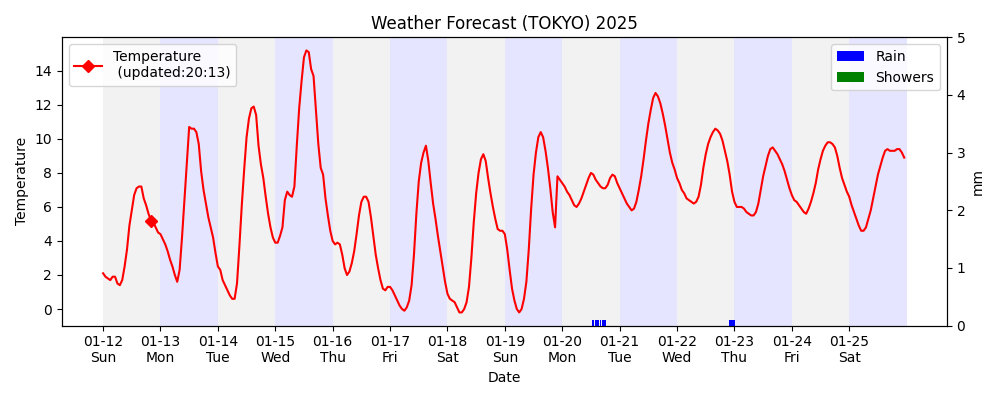 Weather Forecast (TOKYO) 2025
Temperature
(updated:20:13)
Rain
Showers
Temperature
14
12
10
8
6
4
2
0
5
4
3
2
1
0
mm
01-12 01-13 01-14 01-15 01-16 01-17 01-18 01-19 01-20 01-21 01-22 01-23 01-24 01-25
Sun Mon Tue Wed Thu Fri Sat Sun Mon Tue Wed Thu Fri Sat
Date